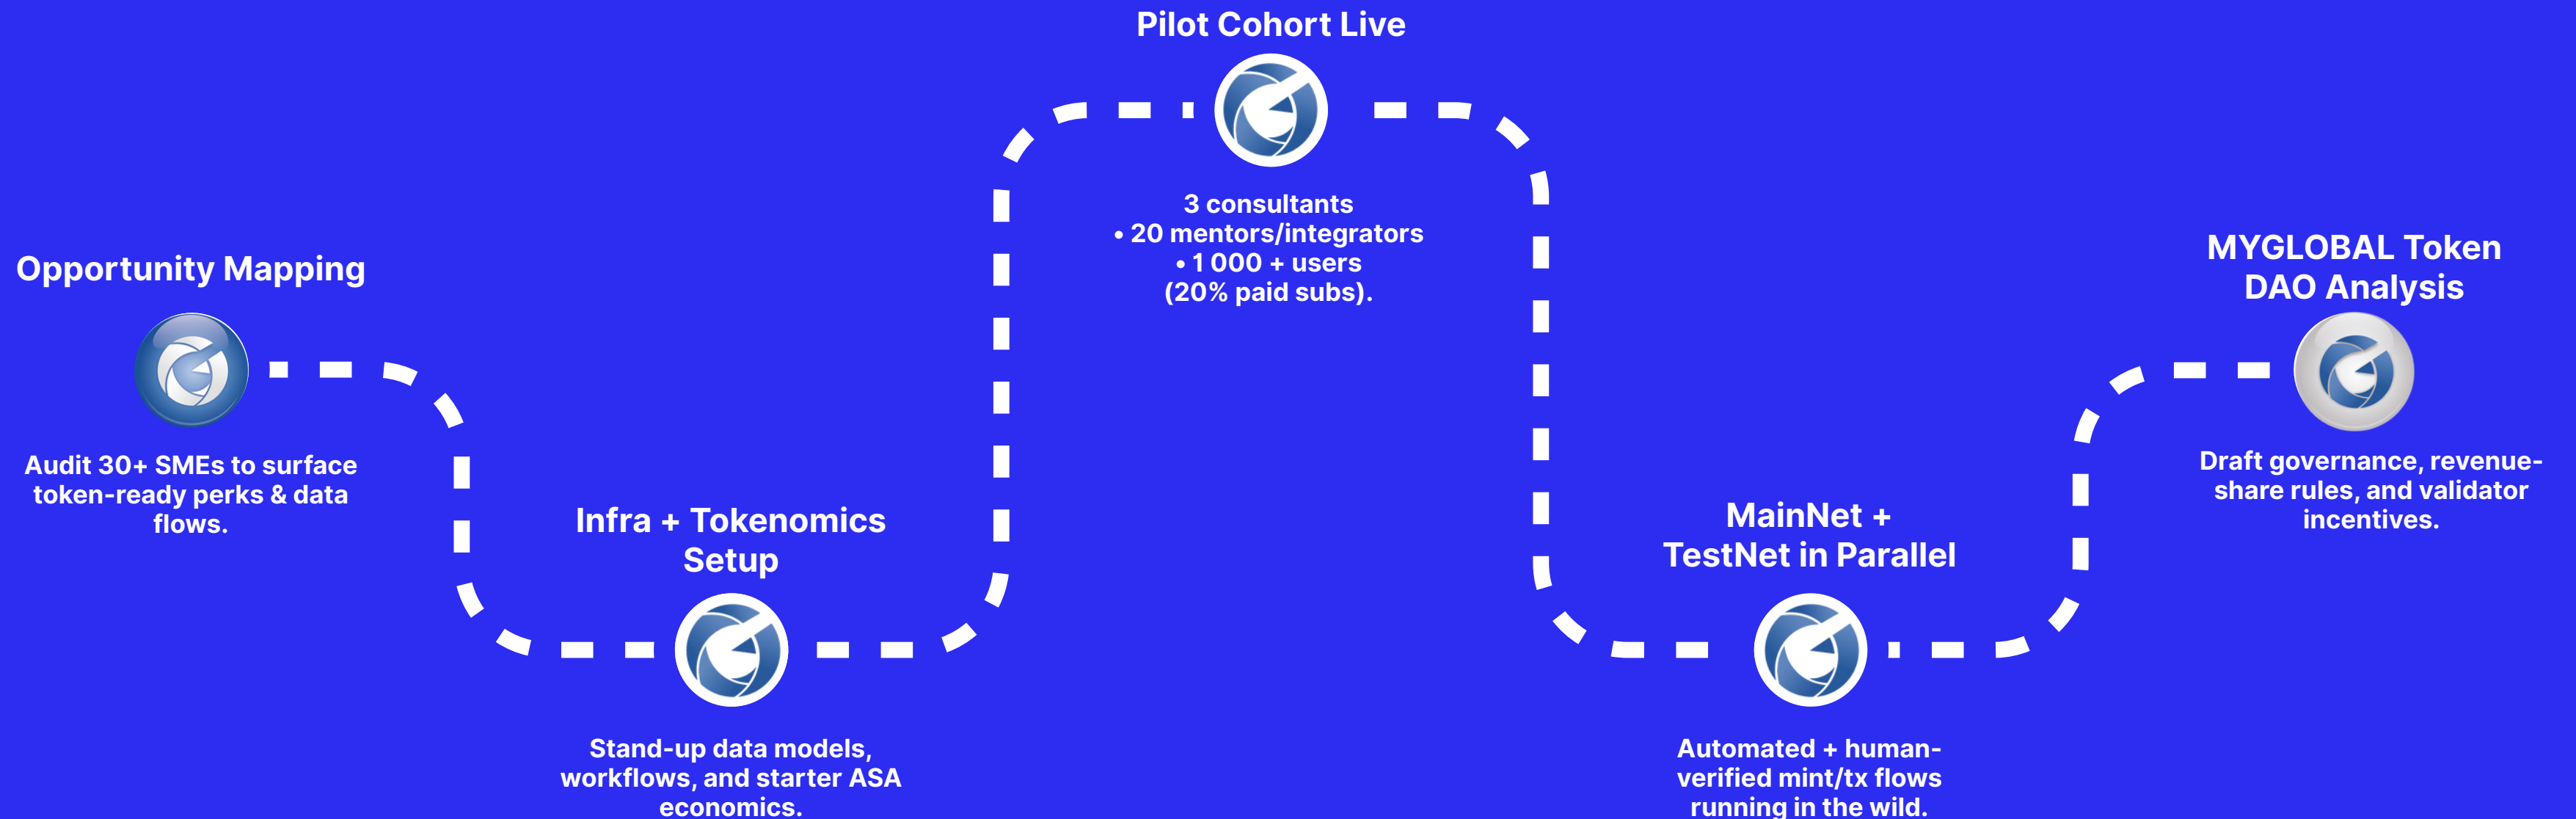 Opportunity Mapping
Audit 30+ SMEs to surface
token-ready perks & data
flows.
Infra + Tokenomics
Setup
Stand-up data models,
workflows, and starter ASA
economics.
Pilot Cohort Live
3 consultants
• 20 mentors/integrators
• 1 000 + users
(20% paid subs).
MainNet +
TestNet in Parallel
Automated + human-
verified mint/tx flows
running in the wild.
MYGLOBAL Token
DAO Analysis
Draft governance, revenue-
share rules, and validator
incentives.